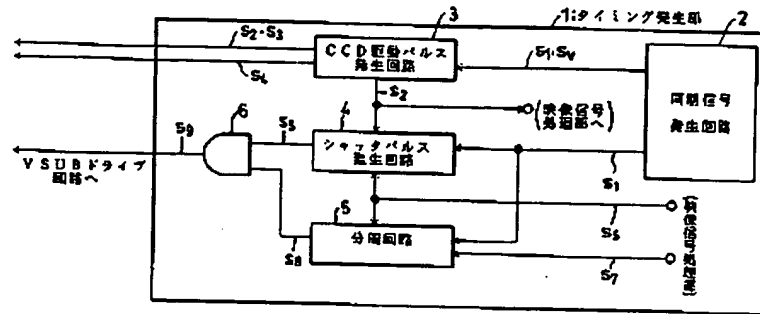 1:タイミング発生部
3
2
S2・S3
CCD駆動パルス
発生回路
S1・S4
S4
S2
同期信号
発生回路
(映像信号
処理部へ)
6
4
S9
S5
シャッタパルス
発生回路
VSUBドライブ
回路へ
S1
5
S6
分周回路
S8
S7
(映像信号処理部)